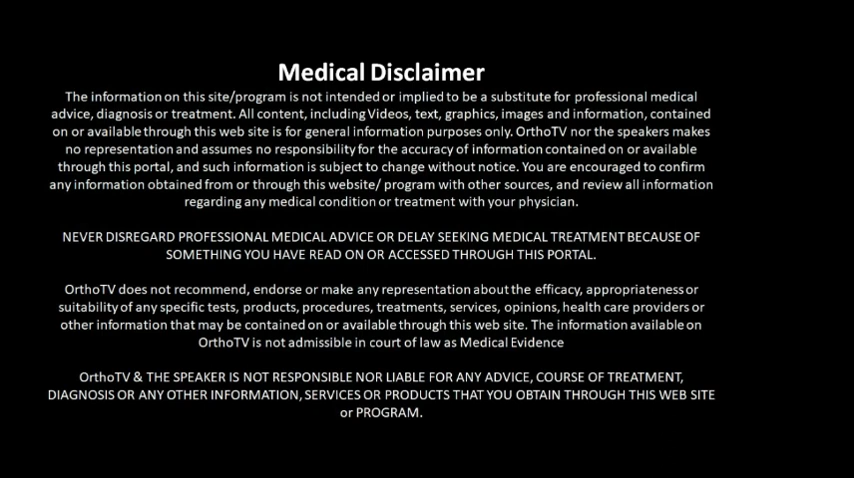 Medical Disclaimer
The information on this site/program is not intended or implied to be a substitute for professional medical
advice, diagnosis or treatment. All content, including Videos, text, graphics, images and information, contained
on or available through this web site is for general information purposes only. OrthoTV nor the speakers makes
no representation and assumes no responsibility for the accuracy of information contained on or available
through this portal, and such information is subject to change without notice. You are encouraged to confirm
any information obtained from or through this website/ program with other sources, and review all information
regarding any medical condition or treatment with your physician.
NEVER DISREGARD PROFESSIONAL MEDICAL ADVICE OR DELAY SEEKING MEDICAL TREATMENT BECAUSE OF
SOMETHING YOU HAVE READ ON OR ACCESSED THROUGH THIS PORTAL.
OrthoTV does not recommend, endorse or make any representation about the efficacy, appropriateness or
suitability of any specific tests, products, procedures, treatments, services, opinions, health care providers or
other information that may be contained on or available through this web site. The information available on
OrthoTV is not admissible in court of law as Medical Evidence
OrthoTV & THE SPEAKER IS NOT RESPONSIBLE NOR LIABLE FOR ANY ADVICE, COURSE OF TREATMENT,
DIAGNOSIS OR ANY OTHER INFORMATION, SERVICES OR PRODUCTS THAT YOU OBTAIN THROUGH THIS WEB SITE
or PROGRAM.